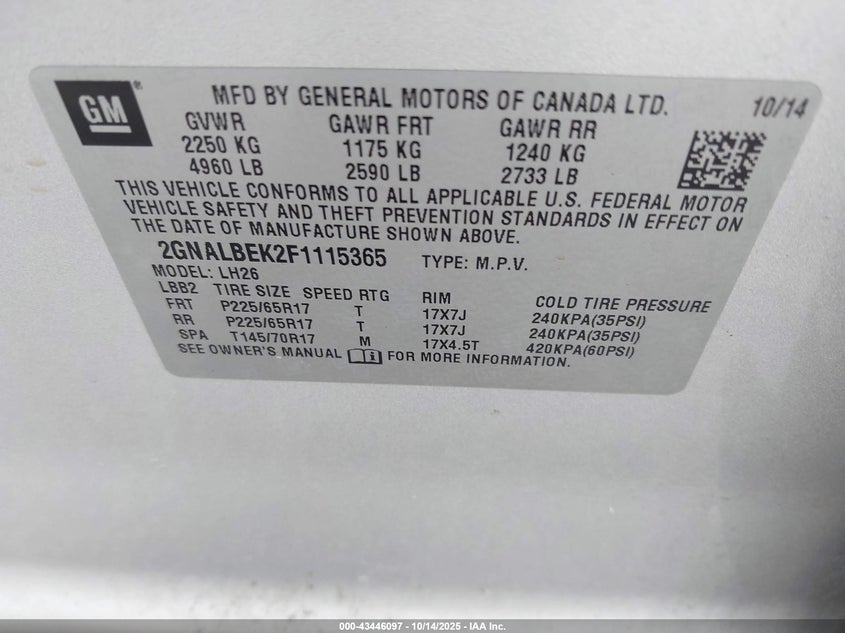 GM ®
MFD BY GENERAL MOTORS OF CANADA LTD. 10/14
GVWR GAWR FRT GAWR RR
2250 KG 1175 KG 1240 KG
4960 LB 2590 LB 2733 LB
THIS VEHICLE CONFORMS TO ALL APPLICABLE U.S. FEDERAL MOTOR
VEHICLE SAFETY AND THEFT PREVENTION STANDARDS IN EFFECT ON
THE DATE OF MANUFACTURE SHOWN ABOVE.
2GNALBEK2F1115365 TYPE: M.P.V.
MODEL: LH26
LBB2 TIRE SIZE SPEED RTG RIM COLD TIRE PRESSURE
FRT P225/65R17 T 17X7J 240KPA(35PSI)
RR P225/65R17 T 17X7J 240KPA(35PSI)
SPA T145/70R17 M 17X4.5T 420KPA(60PSI)
SEE OWNER'S MANUAL FOR MORE INFORMATION.
000-43446097 - 10/14/2025 - IAA Inc.